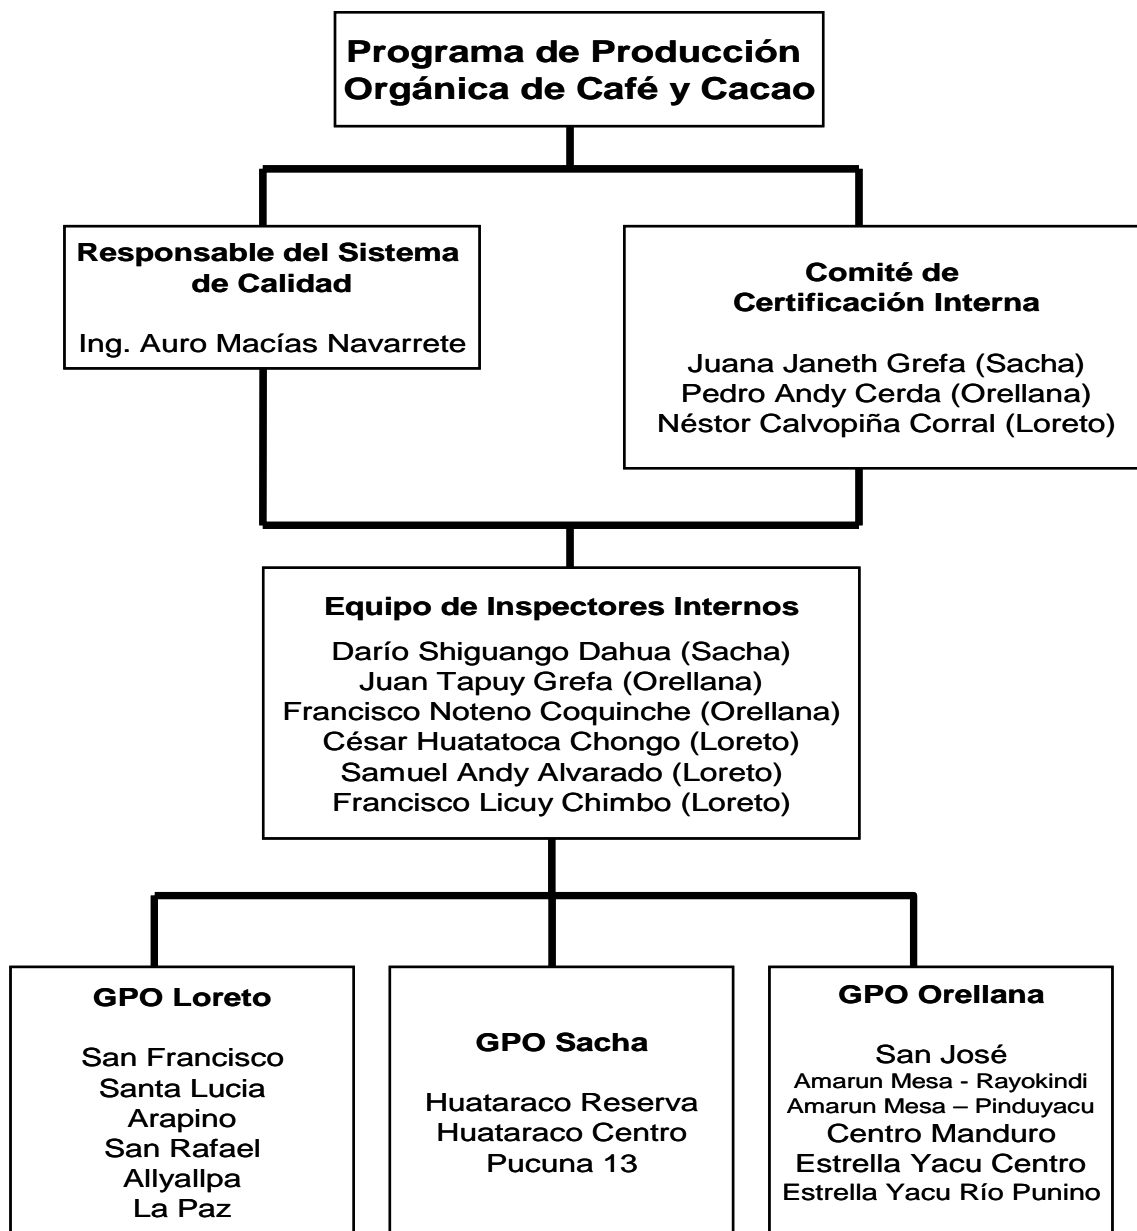 Programa de Producción
Orgánica de Café y Cacao
Responsable del Sistema
de Calidad
Ing. Auro Macías Navarrete
Comité de
Certificación Interna
Juana Janeth Grefa (Sacha)
Pedro Andy Cerda (Orellana)
Néstor Calvopiña Corral (Loreto)
Equipo de Inspectores Internos
Darío Shiguango Dahua (Sacha)
Juan Tapuy Grefa (Orellana)
Francisco Noteno Coquinche (Orellana)
César Huatatoca Chongo (Loreto)
Samuel Andy Alvarado (Loreto)
Francisco Licuy Chimbo (Loreto)
GPO Loreto
San Francisco
Santa Lucia
Arapino
San Rafael
Allyallpa
La Paz
GPO Sacha
Huataraco Reserva
Huataraco Centro
Pucuna 13
GPO Orellana
San José
Amarun Mesa - Rayokindi
Amarun Mesa – Pinduyacu
Centro Manduro
Estrella Yacu Centro
Estrella Yacu Río Punino